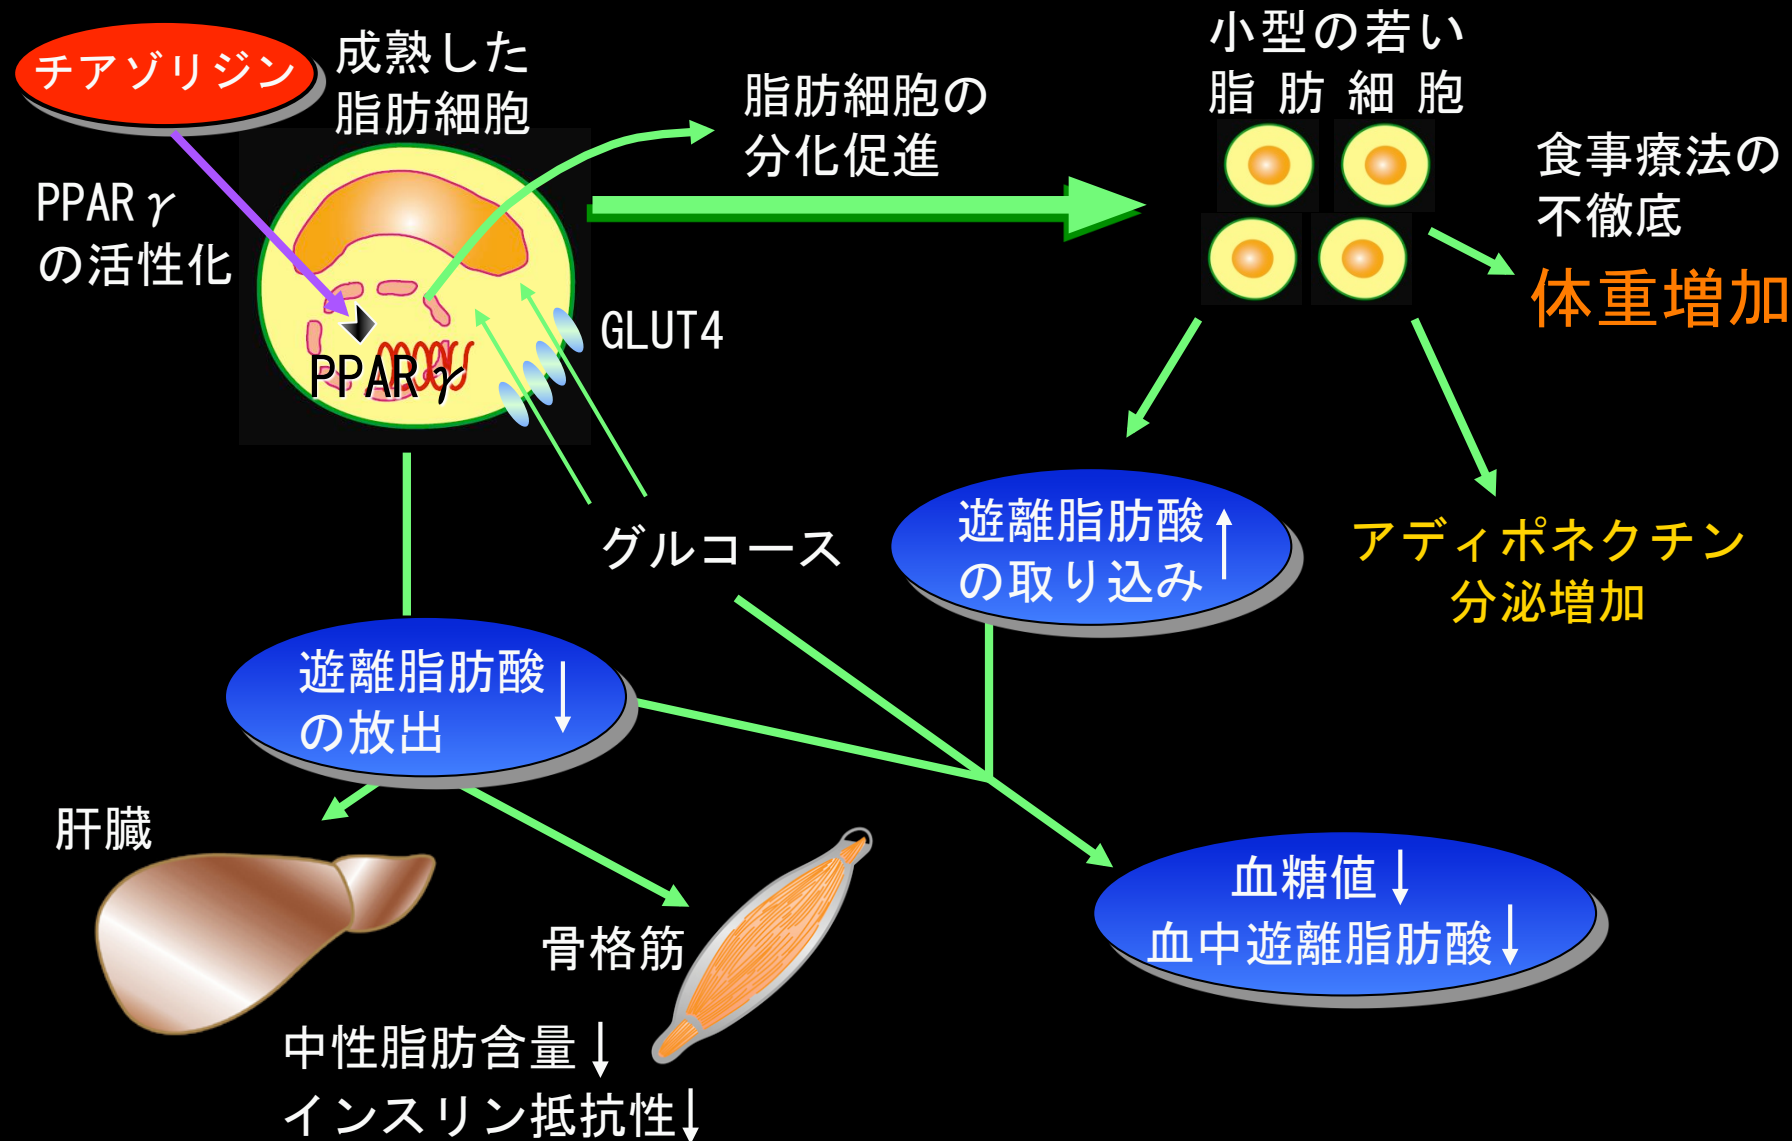 チアゾリジン
成熟した
脂肪細胞
PPARγ
の活性化
PPARγ
GLUT4
脂肪細胞の
分化促進
小型の若い
脂肪細胞
食事療法の
不徹底
体重増加
グルコース
遊離脂肪酸↑
の取り込み
アディポネクチン
分泌増加
遊離脂肪酸↓
の放出
肝臓
骨格筋
中性脂肪含量↓
インスリン抵抗性↓
血糖値↓
血中遊離脂肪酸↓